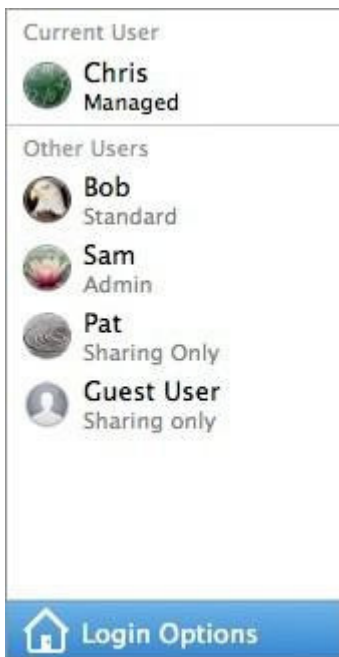 Current User
Chris
Managed
Other Users
Bob
Standard
Sam
Admin
Pat
Sharing Only
Guest User
Sharing only
Login Options